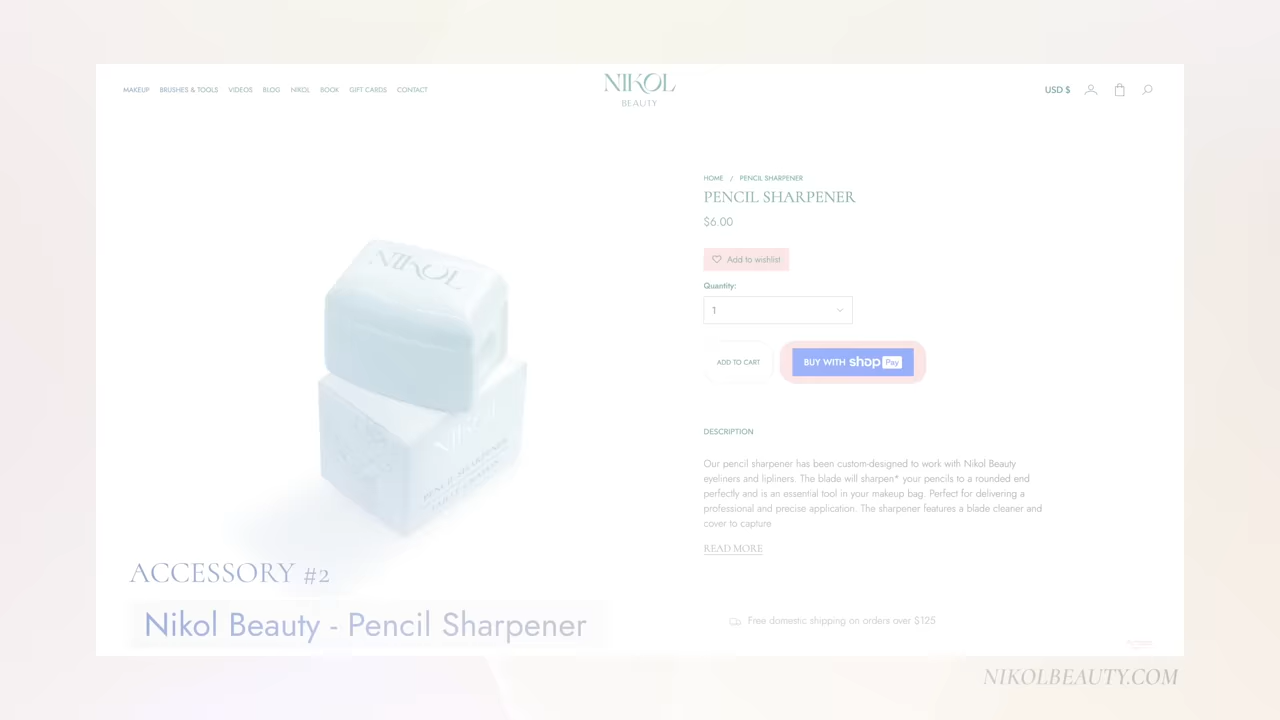 MAKEUP BRUSHES & TOOLS VIDEOS BLOG NIKOL BOOK GIFT CARDS CONTACT
NIKOL
BEAUTY
USD $
HOME / PENCIL SHARPENER
PENCIL SHARPENER
$6.00
Add to wishlist
Quantity:
1
ADD TO CART
BUY WITH shop Pay
DESCRIPTION
Our pencil sharpener has been custom-designed to work with Nikol Beauty
eyeliners and lipliners. The blade will sharpen* your pencils to a rounded end
perfectly and is an essential tool in your makeup bag. Perfect for delivering a
professional and precise application. The sharpener features a blade cleaner and
cover to capture
READ MORE
Free domestic shipping on orders over $125
NIKOL
NIKOL
PENCIL SHARPENER
ACCESSORY #2
Nikol Beauty - Pencil Sharpener
NIKOLBEAUTY.COM